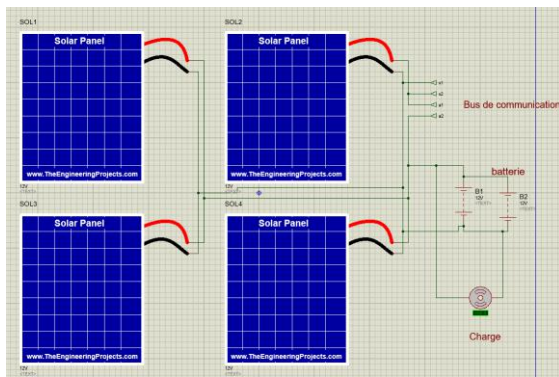 SOL1
SOL2
Solar Panel
Solar Panel
www.TheEngineeringProjects.com
www.TheEngineeringProjects.com
12V
12V
Bus de communication
batterie
B1
12V
B2
12V
SOL3
SOL4
Solar Panel
Solar Panel
www.TheEngineeringProjects.com
www.TheEngineeringProjects.com
12V
12V
Charge